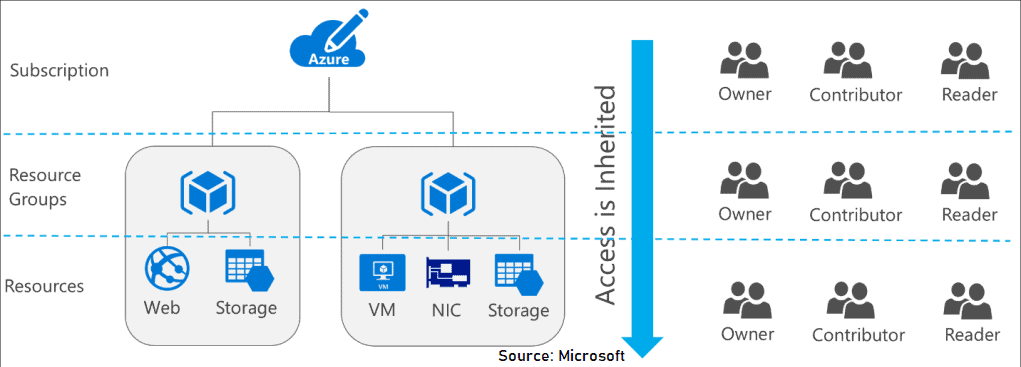 Azure
Subscription
Owner
Contributor
Reader
Resource
Groups
Access is Inherited
Owner
Contributor
Reader
Resources
Web
Storage
VM
VM
NIC
Storage
Owner
Contributor
Reader
Source: Microsoft